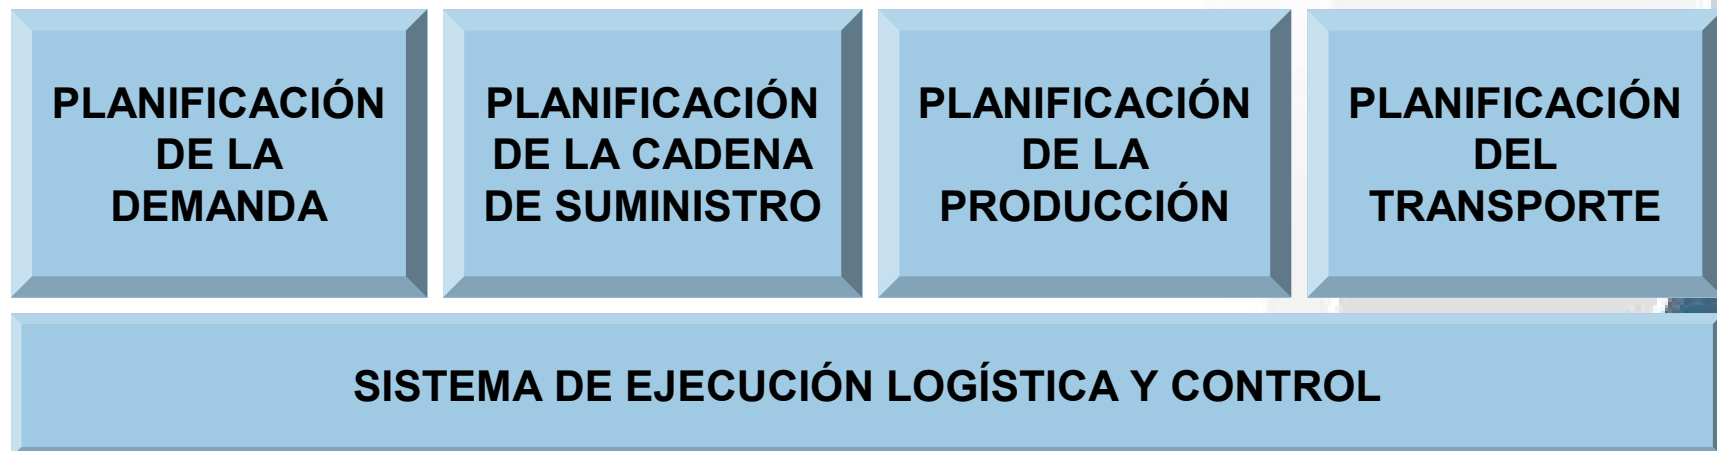 PLANIFICACIÓN
DE LA
DEMANDA
PLANIFICACIÓN
DE LA CADENA
DE SUMINISTRO
PLANIFICACIÓN
DE LA
PRODUCCIÓN
PLANIFICACIÓN
DEL
TRANSPORTE
SISTEMA DE EJECUCIÓN LOGÍSTICA Y CONTROL